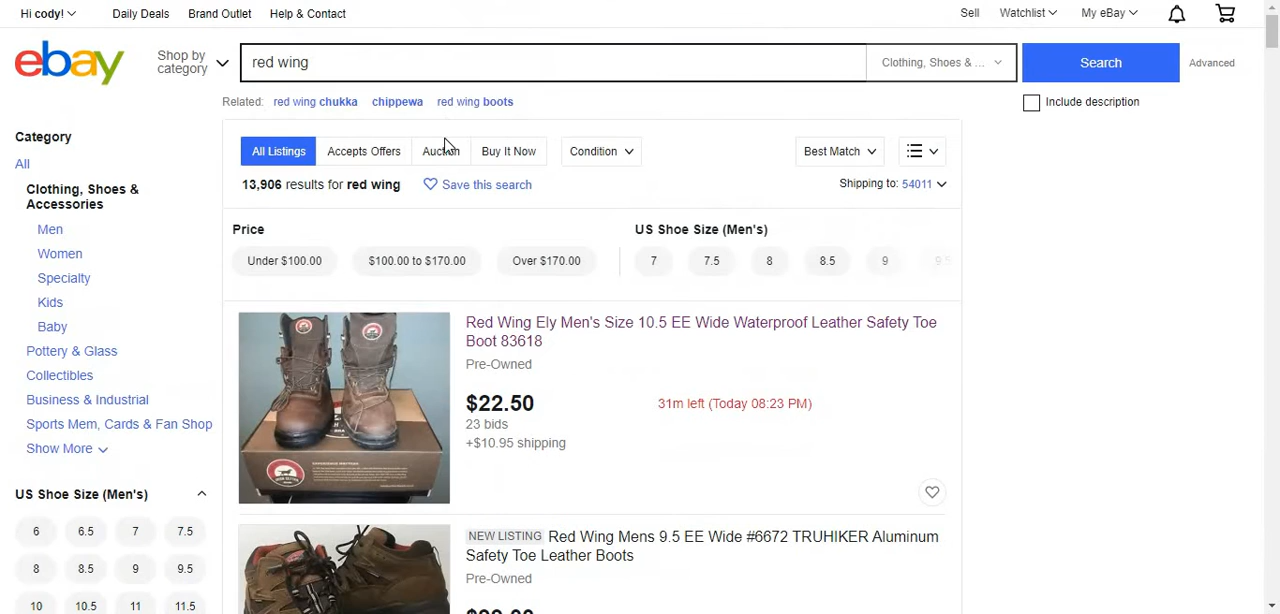 Hi cody!
Daily Deals
Brand Outlet
Help & Contact
Sell
Watchlist
My eBay
ebay
Shop by
category
red wing
Clothing, Shoes & ...
Search
Advanced
Related:
red wing chukka
chippewa
red wing boots
Include description
Category
All
Clothing, Shoes &
Accessories
Men
Women
Specialty
Kids
Baby
Pottery & Glass
Collectibles
Business & Industrial
Sports Mem, Cards & Fan Shop
Show More
US Shoe Size (Men's)
6
6.5
7
7.5
8
8.5
9
9.5
10
10.5
11
11.5
All Listings
Accepts Offers
Auction
Buy It Now
Condition
Best Match
13,906 results for red wing
Save this search
Shipping to: 54011
Price
Under $100.00
$100.00 to $170.00
Over $170.00
US Shoe Size (Men's)
7
7.5
8
8.5
9
9.5
Red Wing Ely Men's Size 10.5 EE Wide Waterproof Leather Safety Toe
Boot 83618
Pre-Owned
$22.50
31m left (Today 08:23 PM)
23 bids
+$10.95 shipping
NEW LISTING Red Wing Mens 9.5 EE Wide #6672 TRUHIKER Aluminum
Safety Toe Leather Boots
Pre-Owned